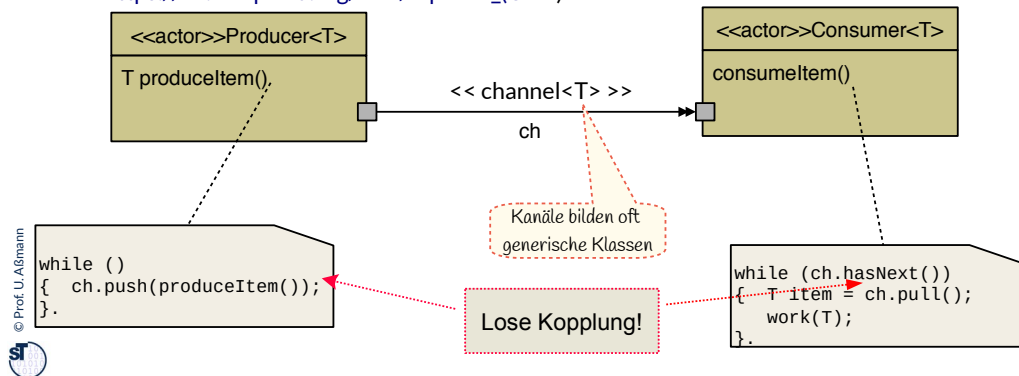 <<actor>>Producer<T>
T produceItem()
<< channel<T> >>
ch
<<actor>>Consumer<T>
consumeItem()
Kanäle bilden oft
generische Klassen
while ()
{  ch.push(produceItem());
}.
Lose Kopplung!
while (ch.hasNext())
{  T item = ch.pull();
   work(T);
}.
© Prof. U. Aßmann
ST